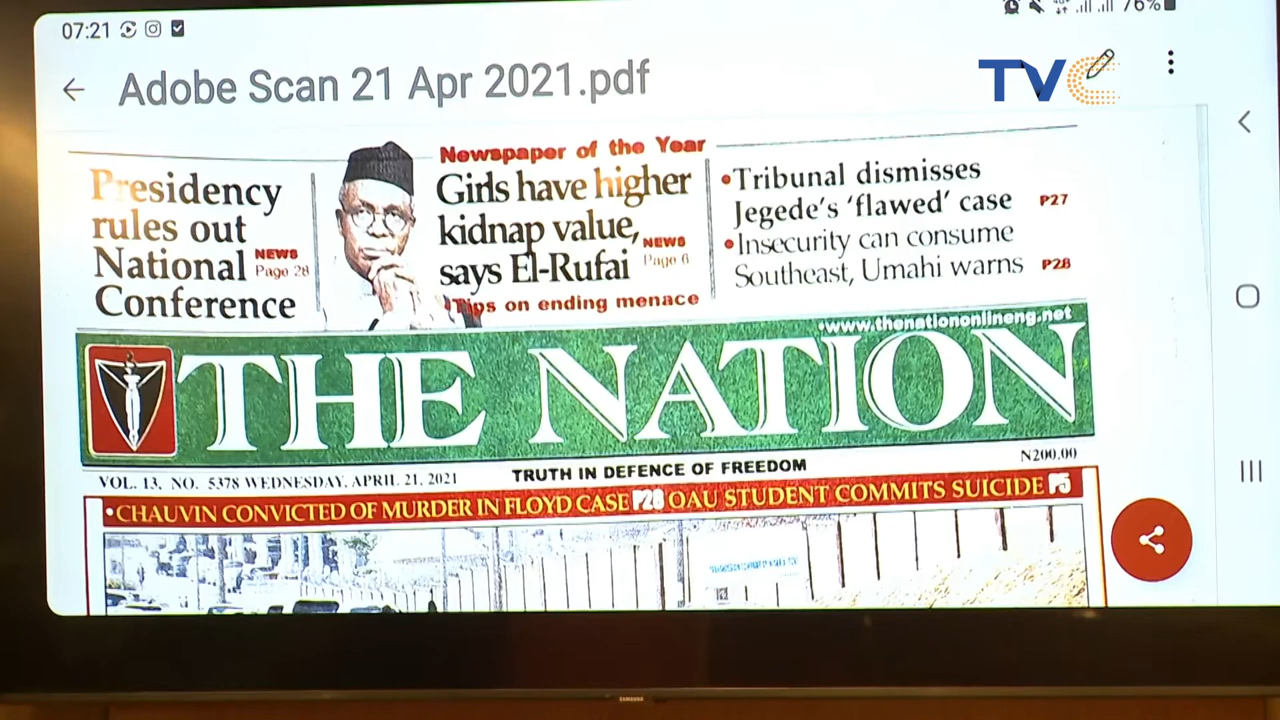 07:21
76%
Adobe Scan 21 Apr 2021.pdf
TVC
Presidency
rules out
National
Conference
NEWS
Page 28
Newspaper of the Year
Girls have higher
kidnap value,
says El-Rufai
NEWS
Page 6
Tips on ending menace
•Tribunal dismisses
Jegede's 'flawed' case P27
•Insecurity can consume
Southeast, Umahi warns P28
•www.thenationonlineng.net
THE NATION
VOL. 13, NO. 5378 WEDNESDAY, APRIL 21, 2021
TRUTH IN DEFENCE OF FREEDOM
N200.00
•CHAUVIN CONVICTED OF MURDER IN FLOYD CASE P28 OAU STUDENT COMMITS SUICIDE P5
SAMSUNG